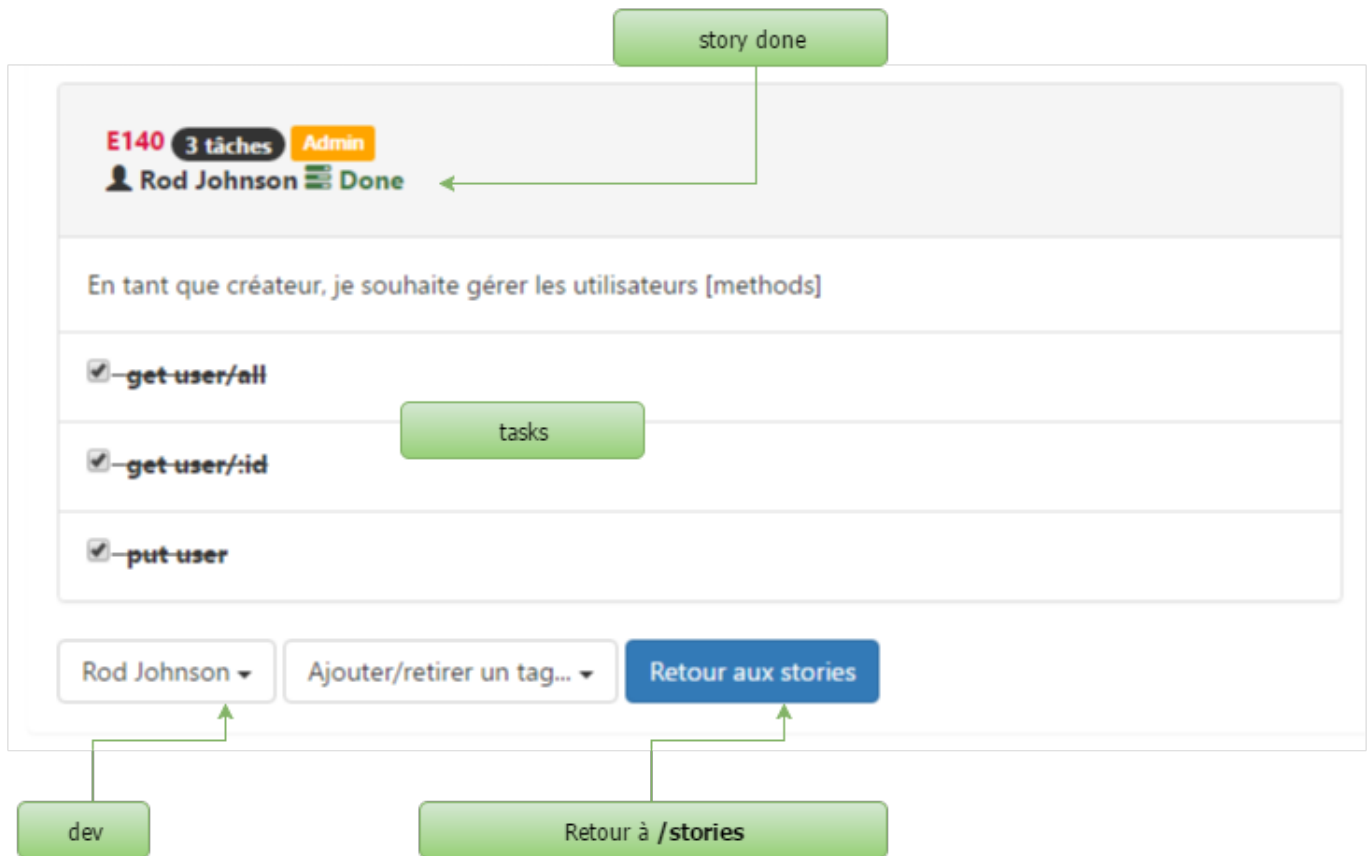 story done
E140 3 tâches Admin
Rod Johnson Done
En tant que créateur, je souhaite gérer les utilisateurs [methods]
get user/all
tasks
get user/:id
put user
Rod Johnson Ajouter/retirer un tag... Retour aux stories
dev Retour à /stories